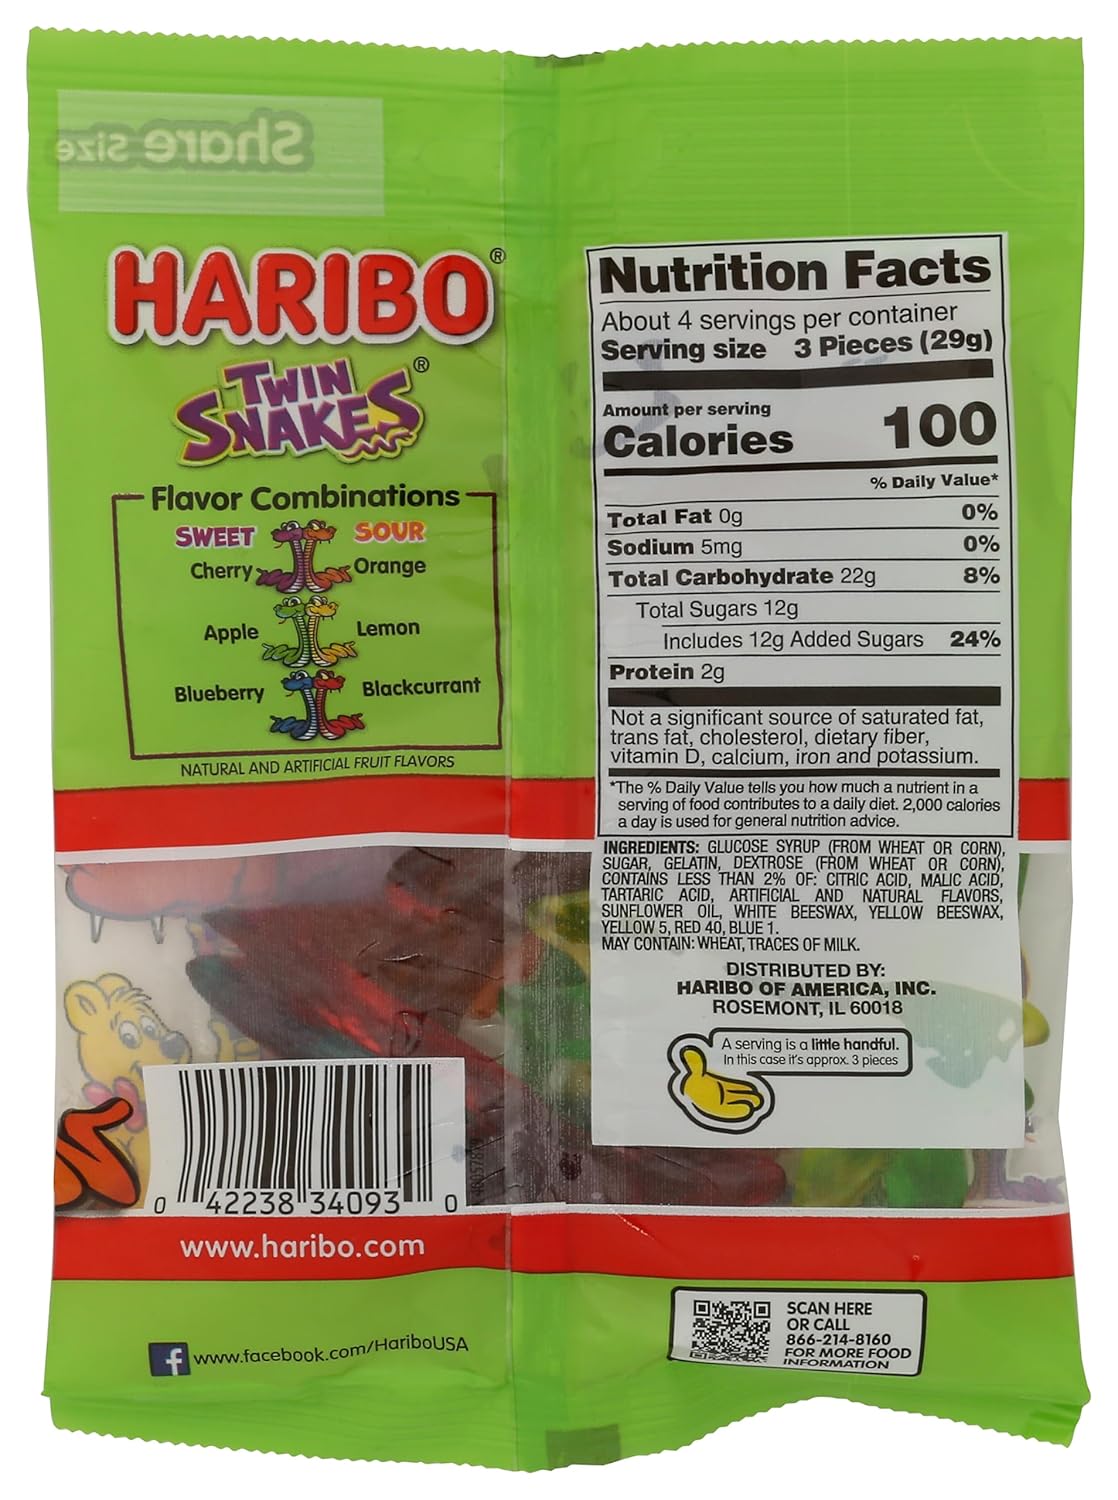 Share Size
HARIBO®
TWIN
SNAKES®
Flavor Combinations
SWEET SOUR
Cherry Orange
Apple Lemon
Blueberry Blackcurrant
NATURAL AND ARTIFICIAL FRUIT FLAVORS
Nutrition Facts
About 4 servings per container
Serving size 3 Pieces (29g)
Amount per serving
Calories 100
% Daily Value*
Total Fat 0g 0%
Sodium 5mg 0%
Total Carbohydrate 22g 8%
Total Sugars 12g
Includes 12g Added Sugars 24%
Protein 2g
Not a significant source of saturated fat,
trans fat, cholesterol, dietary fiber,
vitamin D, calcium, iron and potassium.
*The % Daily Value tells you how much a nutrient in a
serving of food contributes to a daily diet. 2,000 calories
a day is used for general nutrition advice.
INGREDIENTS: GLUCOSE SYRUP (FROM WHEAT OR CORN),
SUGAR, GELATIN, DEXTROSE (FROM WHEAT OR CORN),
CONTAINS LESS THAN 2% OF: CITRIC ACID, MALIC ACID,
TARTARIC ACID, ARTIFICIAL AND NATURAL FLAVORS,
SUNFLOWER OIL, WHITE BEESWAX, YELLOW BEESWAX,
YELLOW 5, RED 40, BLUE 1.
MAY CONTAIN: WHEAT, TRACES OF MILK.
DISTRIBUTED BY:
HARIBO OF AMERICA, INC.
ROSEMONT, IL 60018
A serving is a little handful.
In this case it's approx. 3 pieces
0 42238 34093 0
www.haribo.com
f www.facebook.com/HariboUSA
SCAN HERE
OR CALL
866-214-8160
FOR MORE FOOD
INFORMATION